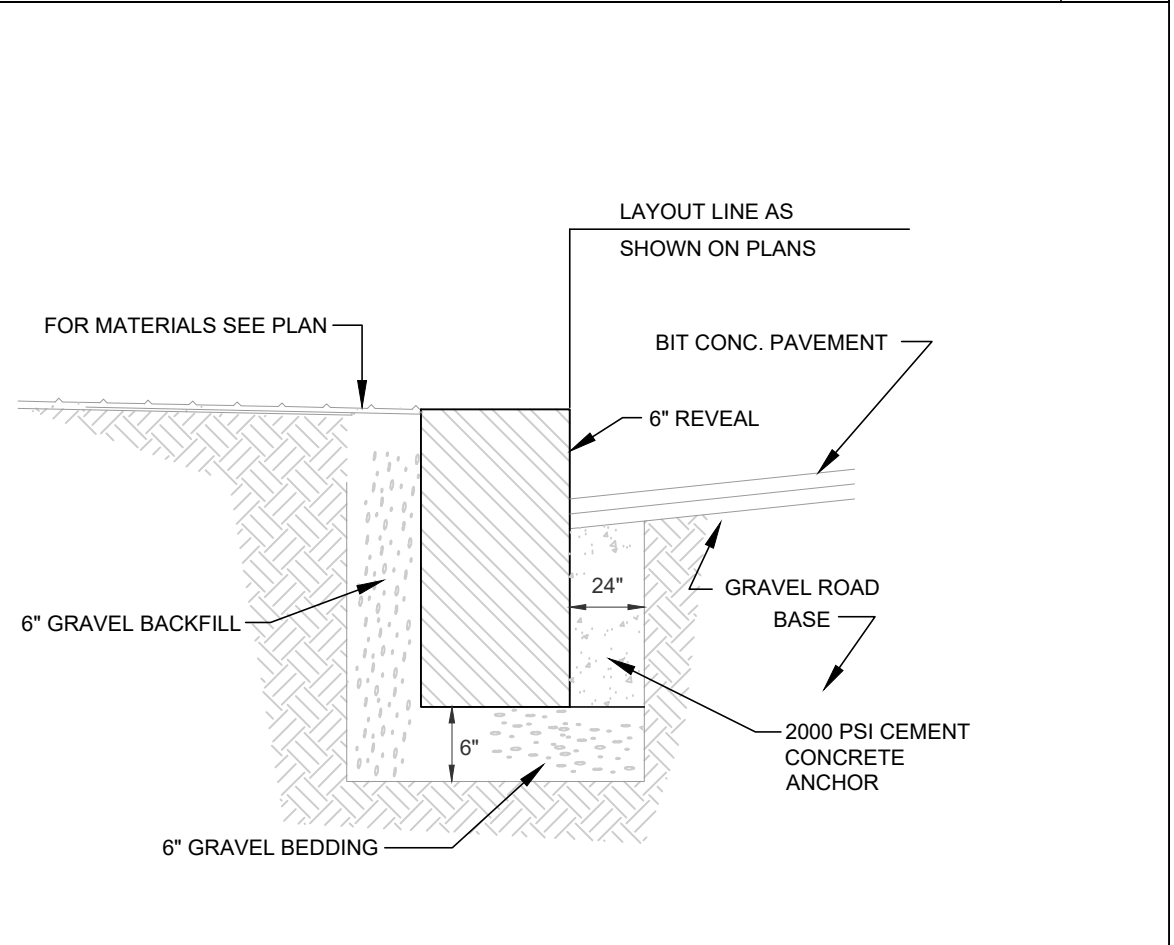 LAYOUT LINE AS
SHOWN ON PLANS
FOR MATERIALS SEE PLAN
BIT CONC. PAVEMENT
6" REVEAL
24"
GRAVEL ROAD
BASE
6" GRAVEL BACKFILL
2000 PSI CEMENT
CONCRETE
ANCHOR
6"
6" GRAVEL BEDDING